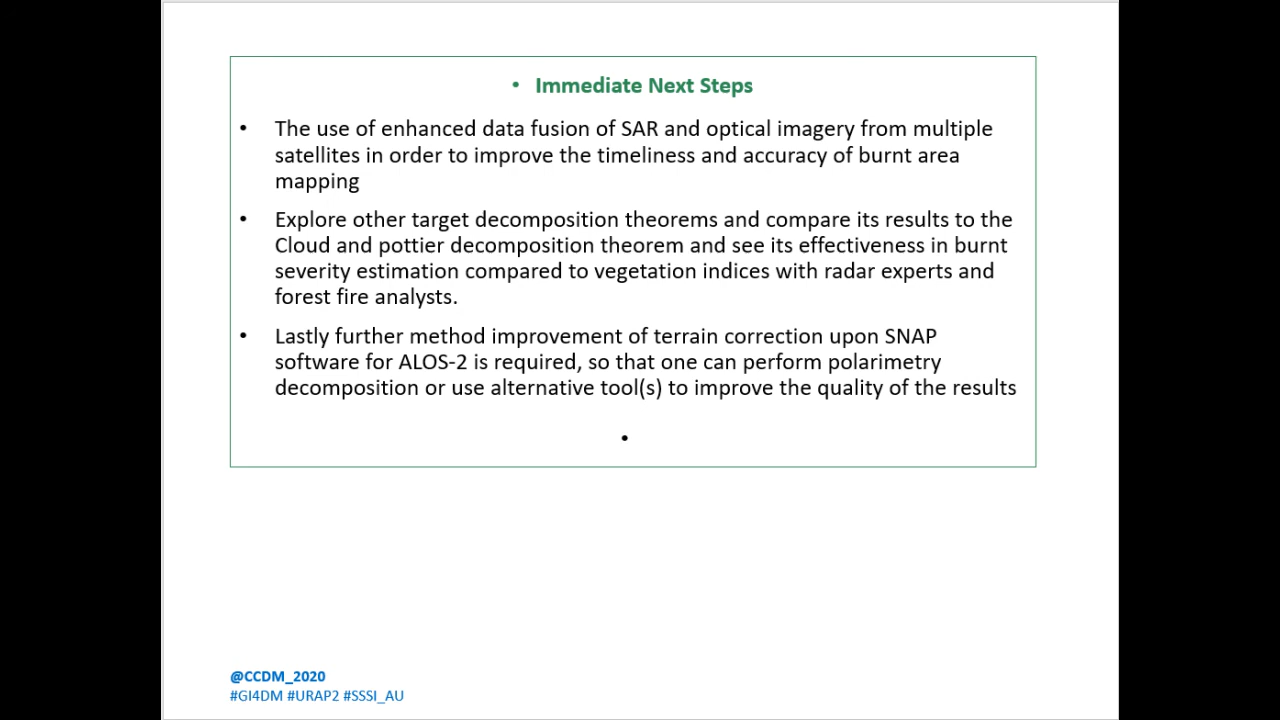 • Immediate Next Steps
• The use of enhanced data fusion of SAR and optical imagery from multiple
satellites in order to improve the timeliness and accuracy of burnt area
mapping
• Explore other target decomposition theorems and compare its results to the
Cloud and pottier decomposition theorem and see its effectiveness in burnt
severity estimation compared to vegetation indices with radar experts and
forest fire analysts.
• Lastly further method improvement of terrain correction upon SNAP
software for ALOS-2 is required, so that one can perform polarimetry
decomposition or use alternative tool(s) to improve the quality of the results
•
@CCDM_2020
#GI4DM #URAP2 #SSSI_AU